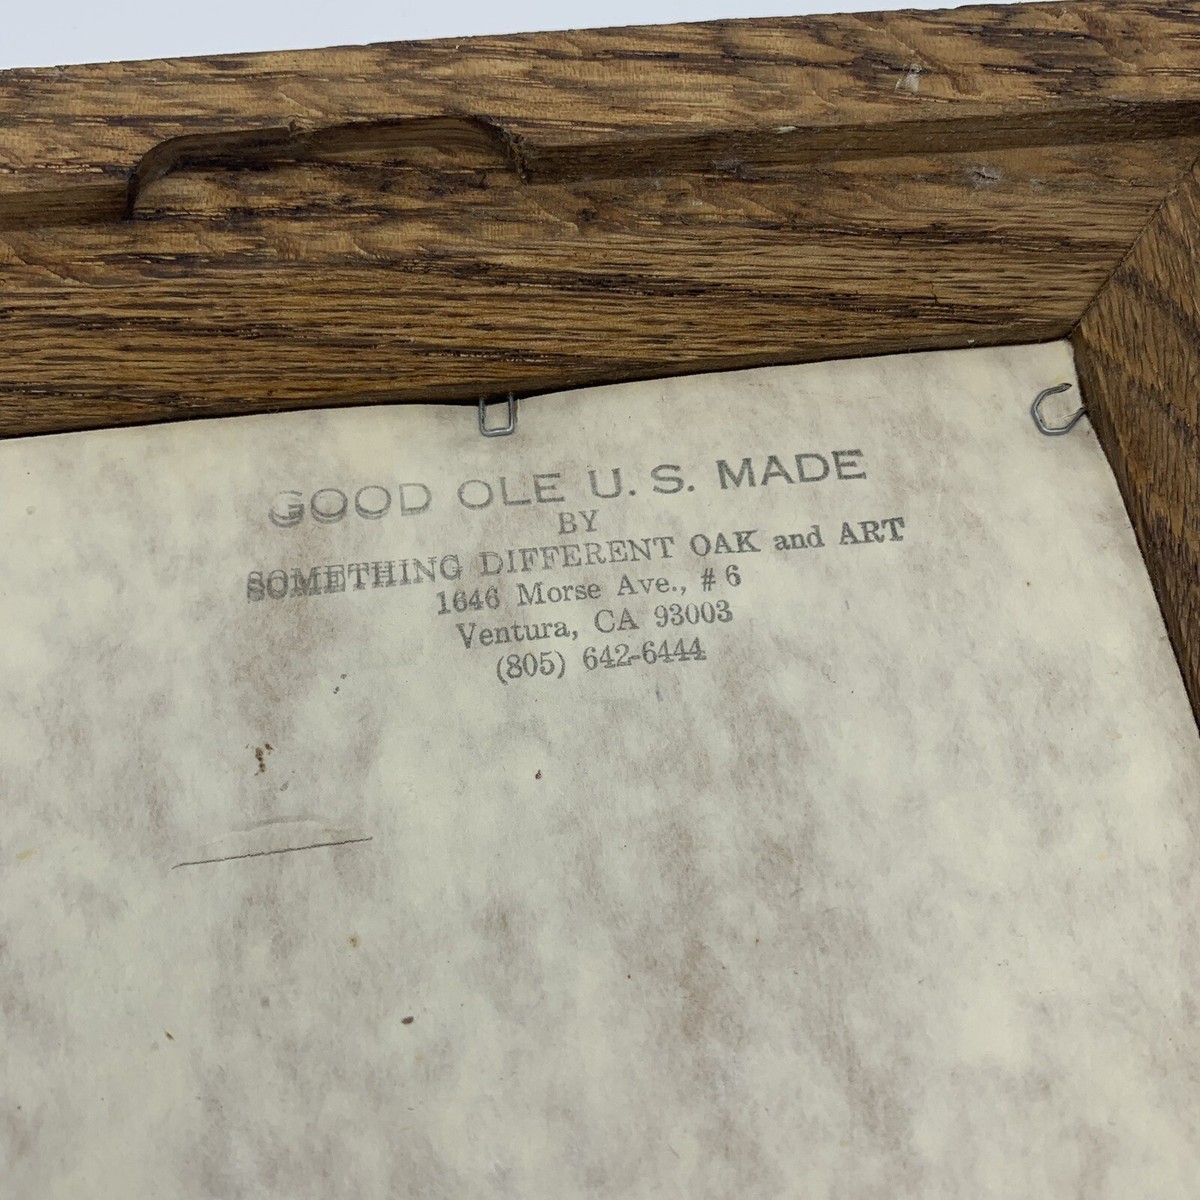 GOOD OLE U. S. MADE
BY
SOMETHING DIFFERENT OAK and ART
1646 Morse Ave., # 6
Ventura, CA 93003
(805) 642-6444